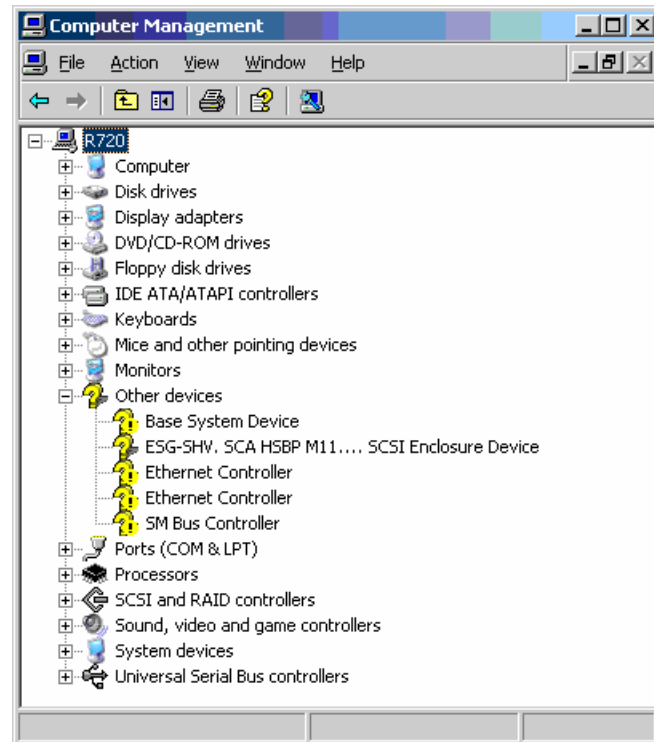 Computer Management
File Action View Window Help
R720
Computer
Disk drives
Display adapters
DVD/CD-ROM drives
Floppy disk drives
IDE ATA/ATAPI controllers
Keyboards
Mice and other pointing devices
Monitors
Other devices
Base System Device
ESG-SHV. SCA HSBP M11.... SCSI Enclosure Device
Ethernet Controller
Ethernet Controller
SM Bus Controller
Ports (COM & LPT)
Processors
SCSI and RAID controllers
Sound, video and game controllers
System devices
Universal Serial Bus controllers